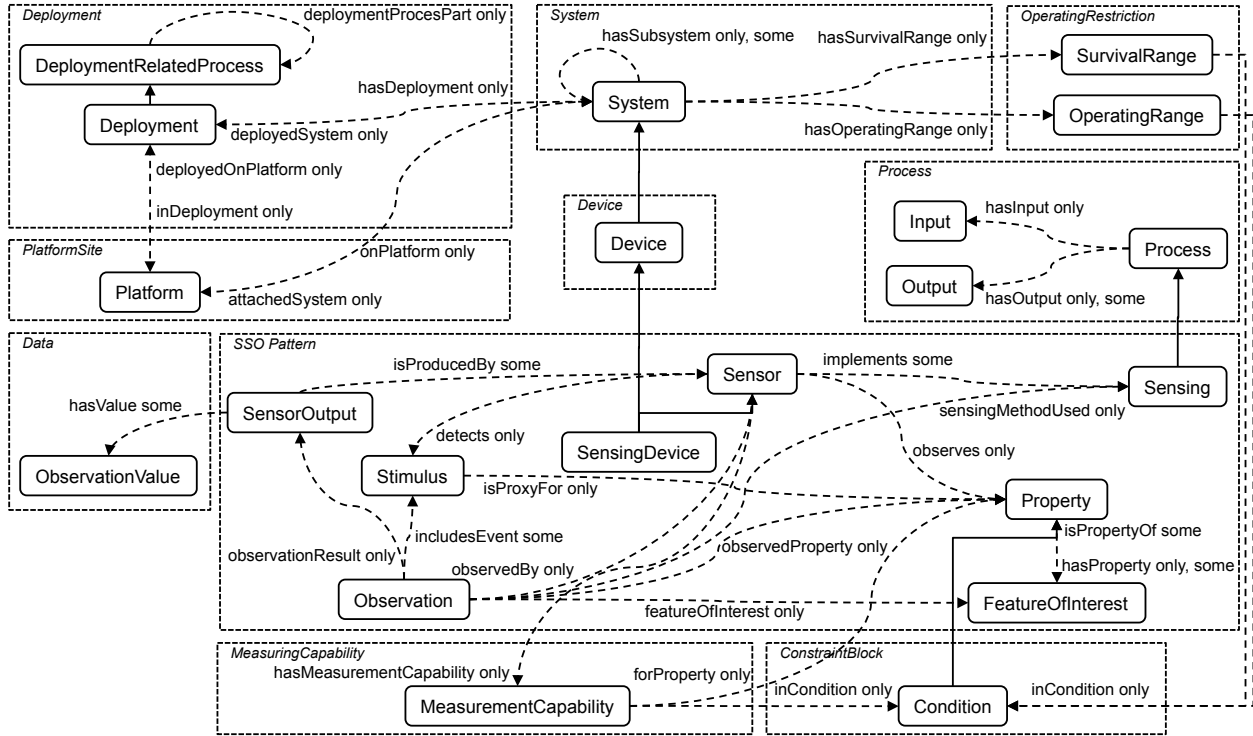 Deployment
deploymentProcesPart only
DeploymentRelatedProcess
Deployment
hasDeployment only
deployedSystem only
deployedOnPlatform only
inDeployment only
System
hasSubsystem only, some
System
hasSurvivalRange only
hasOperatingRange only
OperatingRestriction
SurvivalRange
OperatingRange
PlatformSite
Platform
onPlatform only
attachedSystem only
Device
Device
Process
Input
hasInput only
Process
Output
hasOutput only, some
Data
hasValue some
ObservationValue
SSO Pattern
isProducedBy some
Sensor
implements some
Sensing
SensorOutput
sensingMethodUsed only
detects only
SensingDevice
observes only
Stimulus
isProxyFor only
Property
isPropertyOf some
observationResult only
includesEvent some
observedBy only
observedProperty only
hasProperty only, some
Observation
featureOfInterest only
FeatureOfInterest
MeasuringCapability
hasMeasurementCapability only
forProperty only
MeasurementCapability
ConstraintBlock
inCondition only
Condition
inCondition only